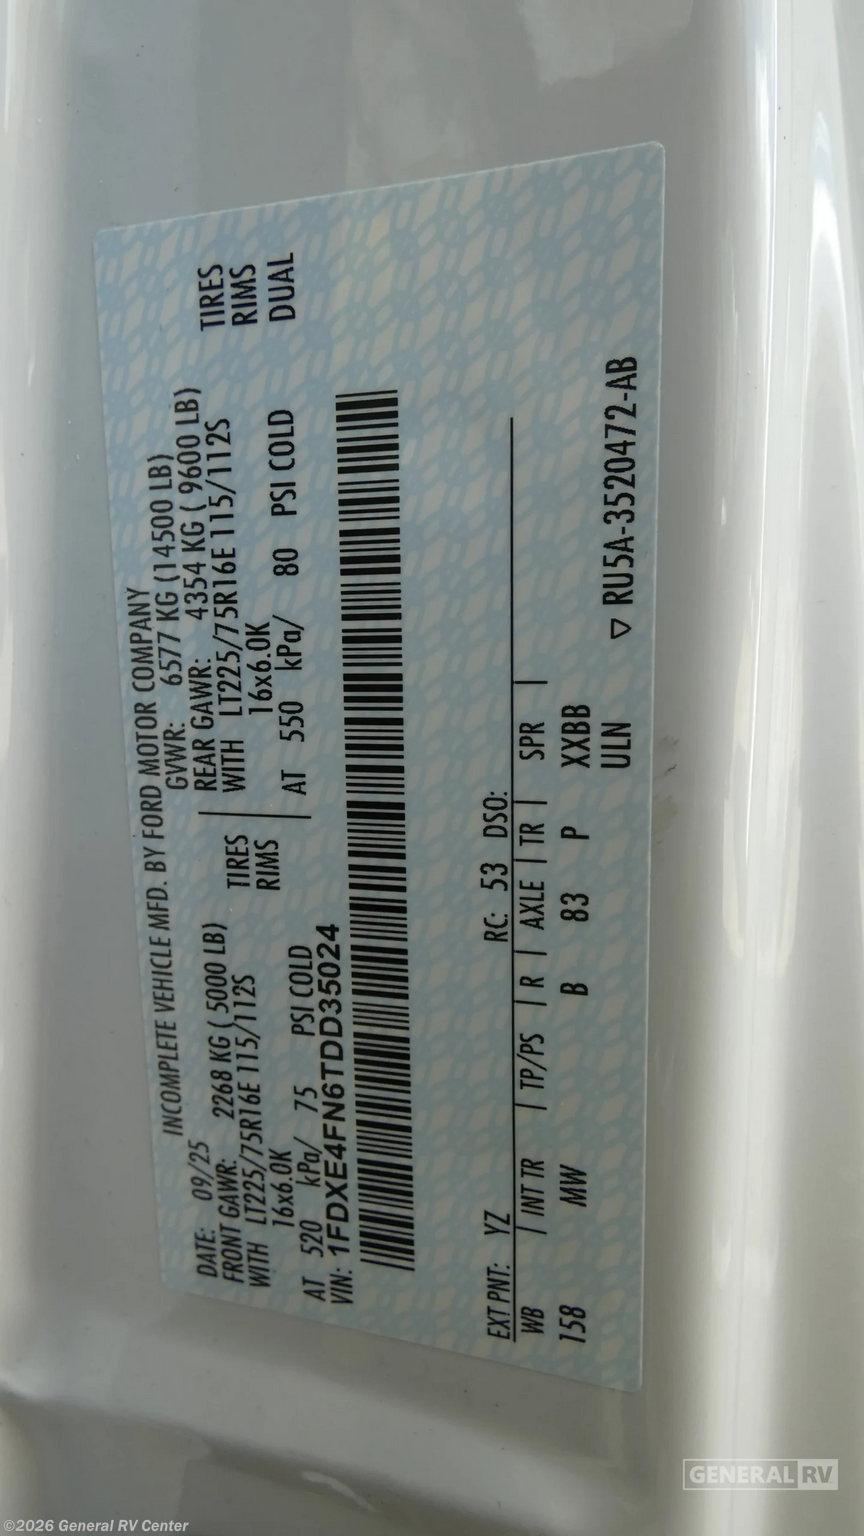 INCOMPLETE VEHICLE MFD. BY FORD MOTOR COMPANY
DATE: 09/25 GVWR: 6577 KG (14500 LB)
FRONT GAWR: 2268 KG ( 5000 LB) REAR GAWR: 4354 KG ( 9600 LB)
WITH LT225/75R16E 115/112S TIRES WITH LT225/75R16E 115/112S TIRES
16x6.0K RIMS 16x6.0K RIMS
AT 520 kPa/ 75 PSI COLD AT 550 kPa/ 80 PSI COLD DUAL
VIN: 1FDXE4FN6TDD35024
EXT PNT: YZ RC: 53 DSO:
WB | INT TR | TP/PS | R | AXLE | TR | SPR |
158 MW B 83 P XXBB
ULN
▽ RU5A-3520472-AB
GENERAL RV
©2026 General RV Center